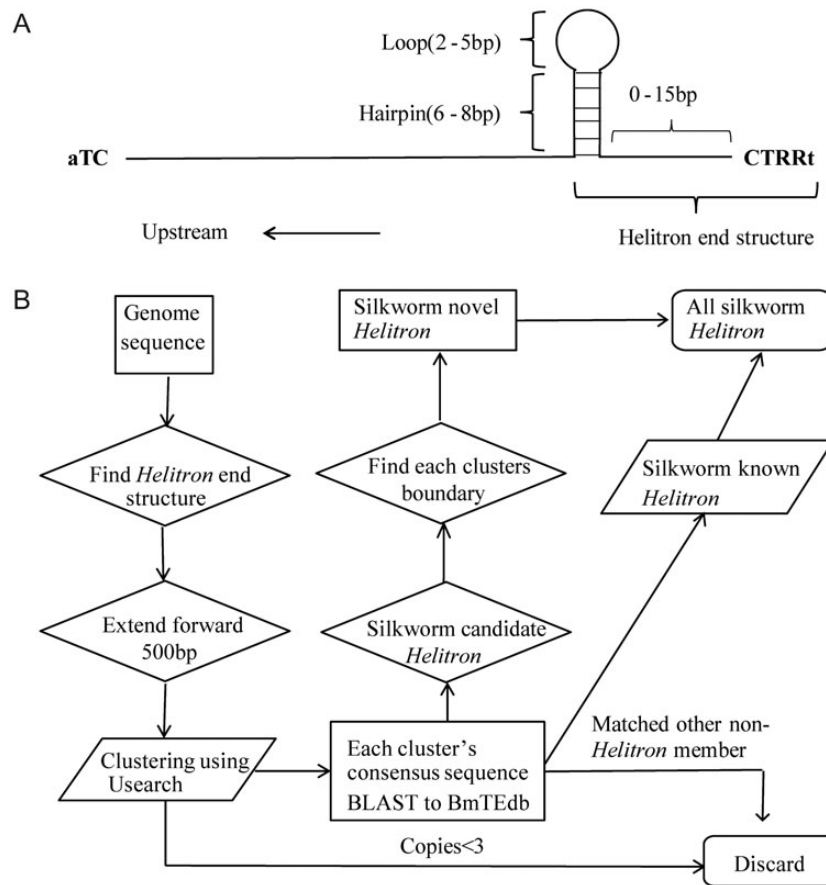 A
Loop(2-5bp)
Hairpin(6-8bp)
0-15bp
aTC
CTRRt
Upstream
Helitron end structure
B
Genome
sequence
Silkworm novel
Helitron
All silkworm
Helitron
Find Helitron end
structure
Find each clusters
boundary
Silkworm known
Helitron
Extend forward
500bp
Silkworm candidate
Helitron
Clustering using
Usearch
Each cluster's
consensus sequence
BLAST to BmTEdb
Matched other non-
Helitron member
Copies<3
Discard